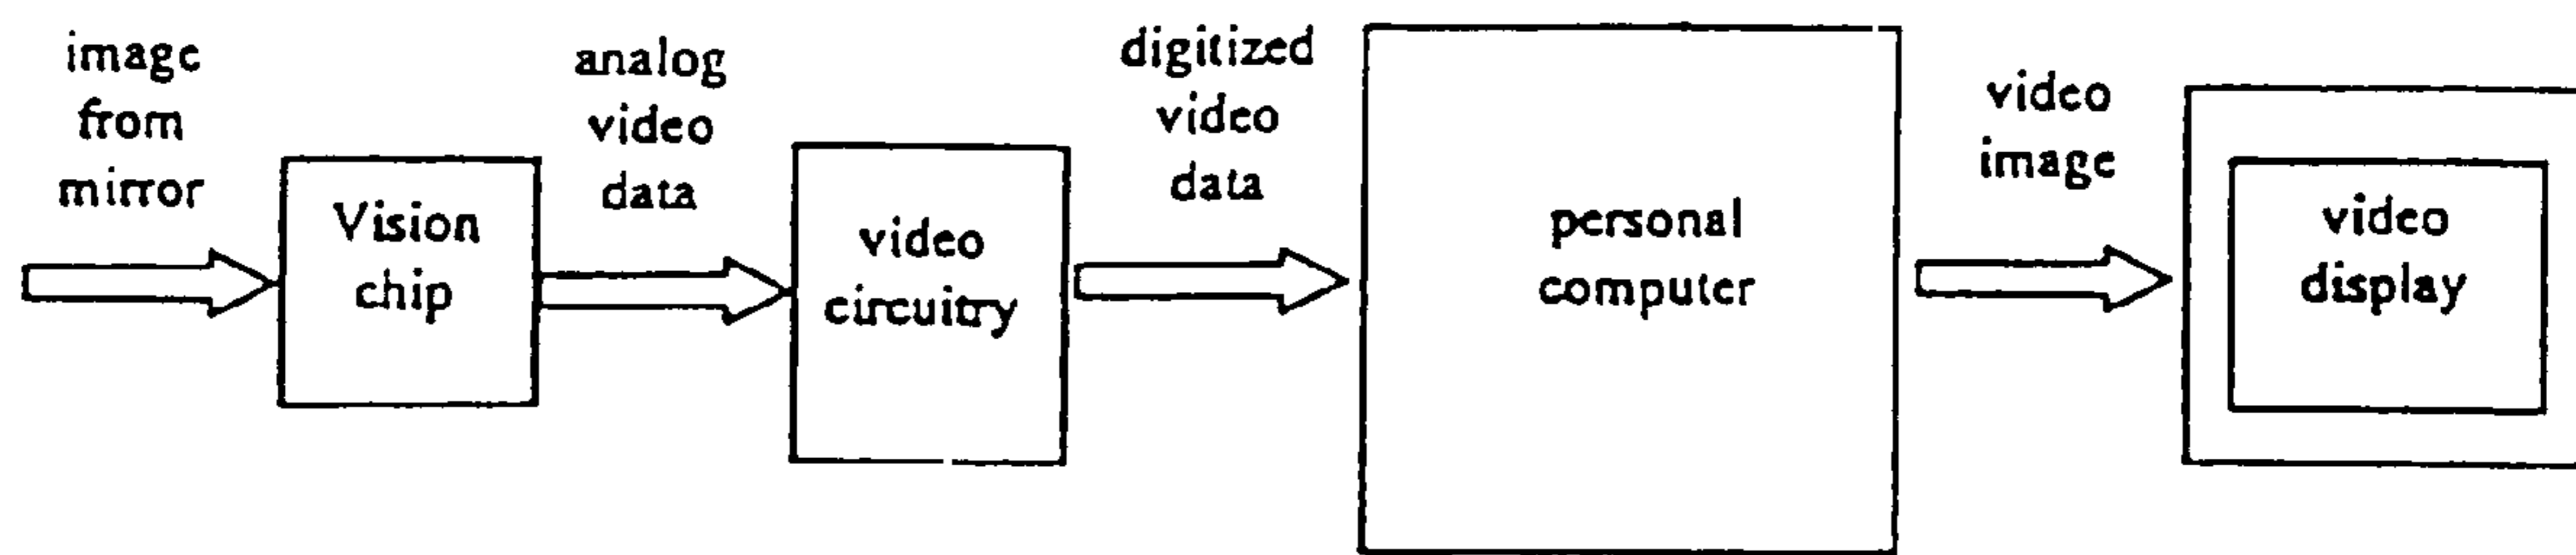 image
from
mirror
Vision
chip
analog
video
data
video
circuitry
digitized
video
data
personal
computer
video
image
video
display